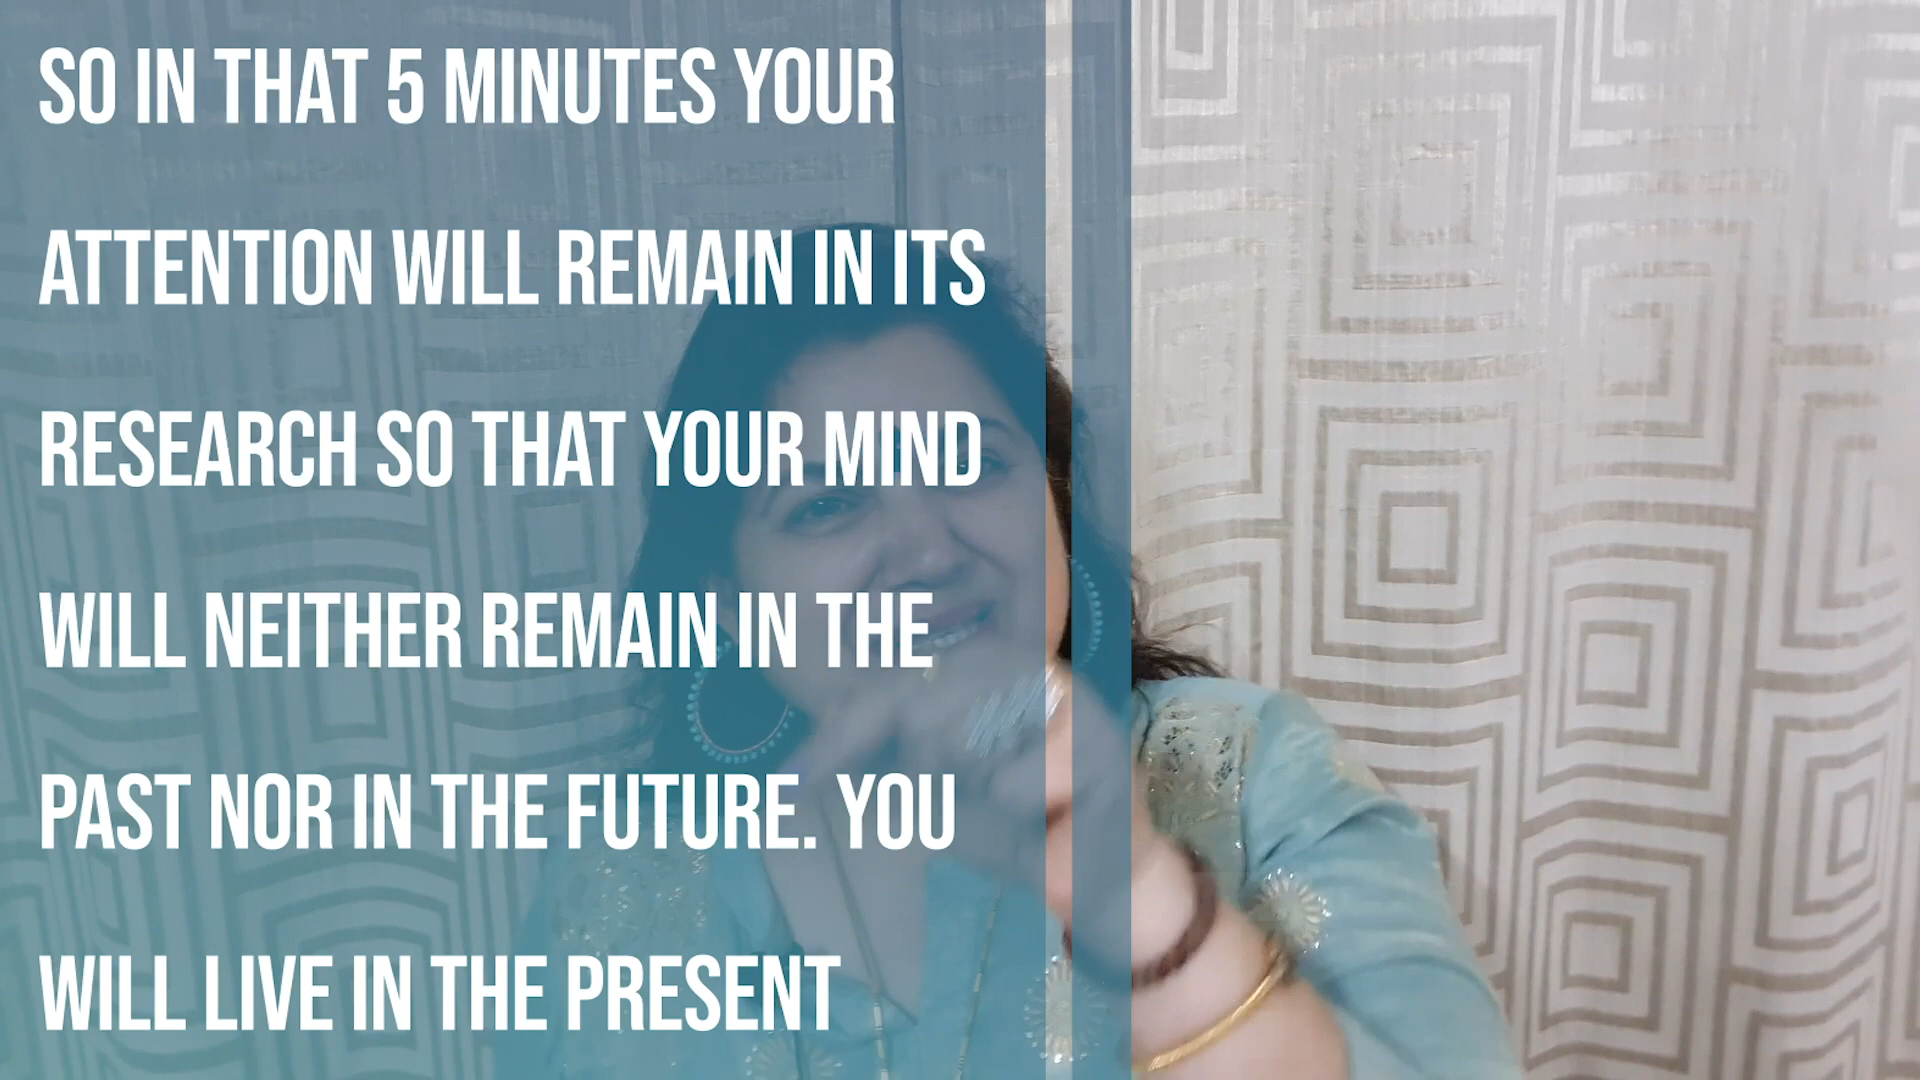 SO IN THAT 5 MINUTES YOUR
ATTENTION WILL REMAIN IN ITS
RESEARCH SO THAT YOUR MIND
WILL NEITHER REMAIN IN THE
PAST NOR IN THE FUTURE. YOU
WILL LIVE IN THE PRESENT